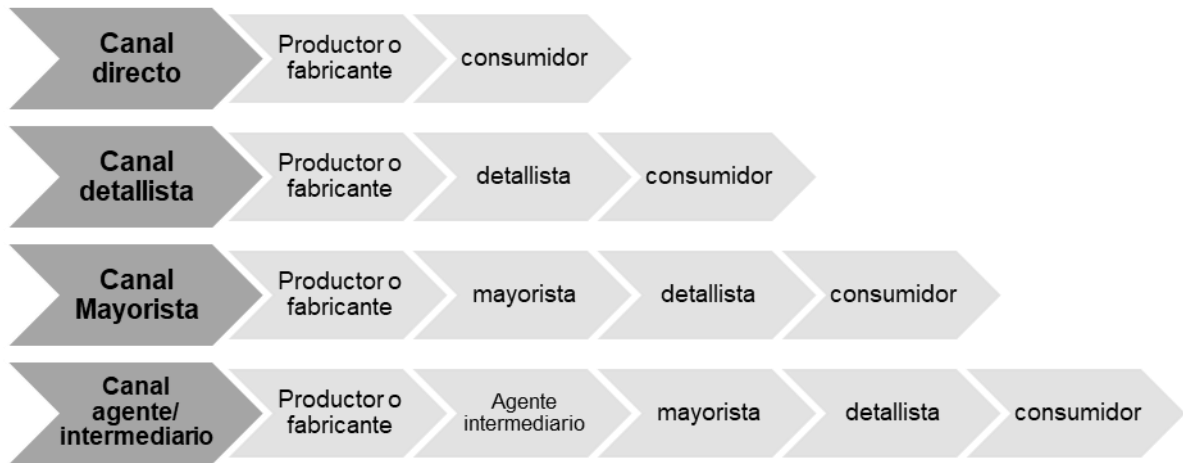 Canal
directo
Productor o
fabricante
consumidor
Canal
detallista
Productor o
fabricante
detallista
consumidor
Canal
Mayorista
Productor o
fabricante
mayorista
detallista
consumidor
Canal
agente/
intermediario
Productor o
fabricante
Agente
intermediario
mayorista
detallista
consumidor